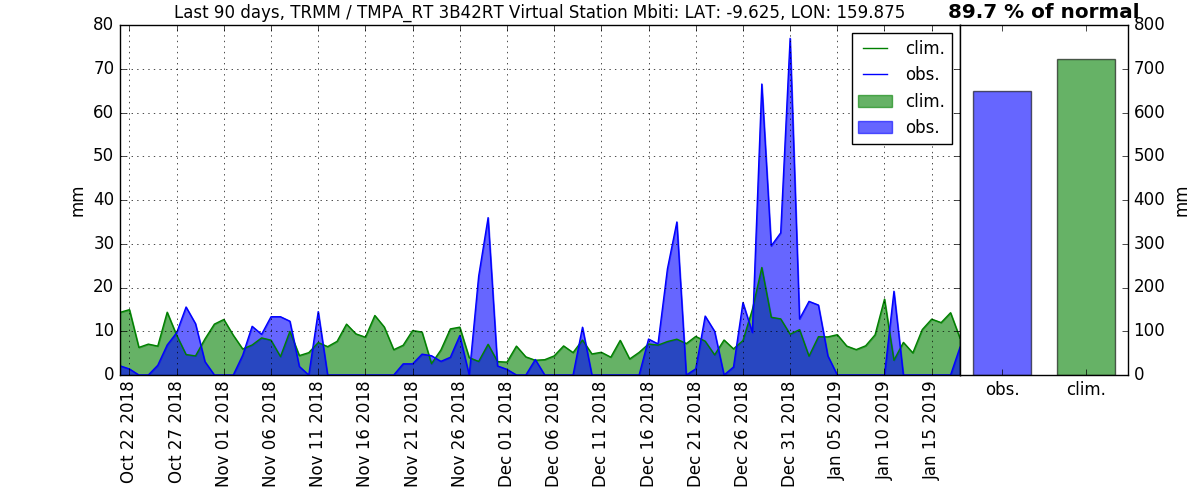 Last 90 days, TRMM / TMPA_RT 3B42RT Virtual Station Mbiti: LAT: -9.625, LON: 159.875
89.7 % of normal
80
70
60
50
40
30
20
10
0
mm
clim.
obs.
clim.
obs.
800
700
600
500
400
300
200
100
0
mm
Oct 22 2018
Oct 27 2018
Nov 01 2018
Nov 06 2018
Nov 11 2018
Nov 16 2018
Nov 21 2018
Nov 26 2018
Dec 01 2018
Dec 06 2018
Dec 11 2018
Dec 16 2018
Dec 21 2018
Dec 26 2018
Dec 31 2018
Jan 05 2019
Jan 10 2019
Jan 15 2019
obs.
clim.